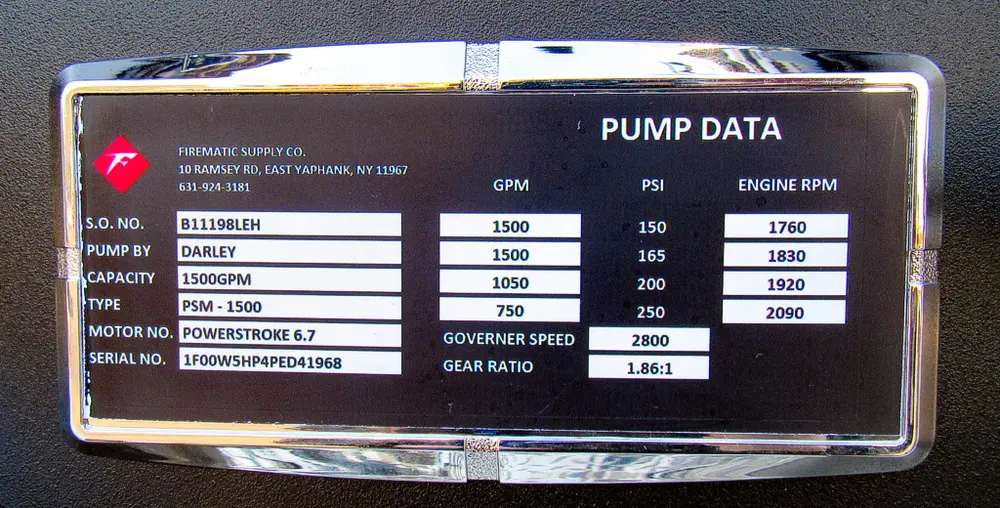 PUMP DATA
F
FIREMATIC SUPPLY CO.
10 RAMSEY RD, EAST YAPHANK, NY 11967
631-924-3181
GPM PSI ENGINE RPM
S.O. NO. B11198LEH 1500 150 1760
PUMP BY DARLEY 1500 165 1830
CAPACITY 1500GPM 1050 200 1920
TYPE PSM - 1500 750 250 2090
MOTOR NO. POWERSTROKE 6.7 GOVERNER SPEED 2800
SERIAL NO. 1F00W5HP4PED41968 GEAR RATIO 1.86:1